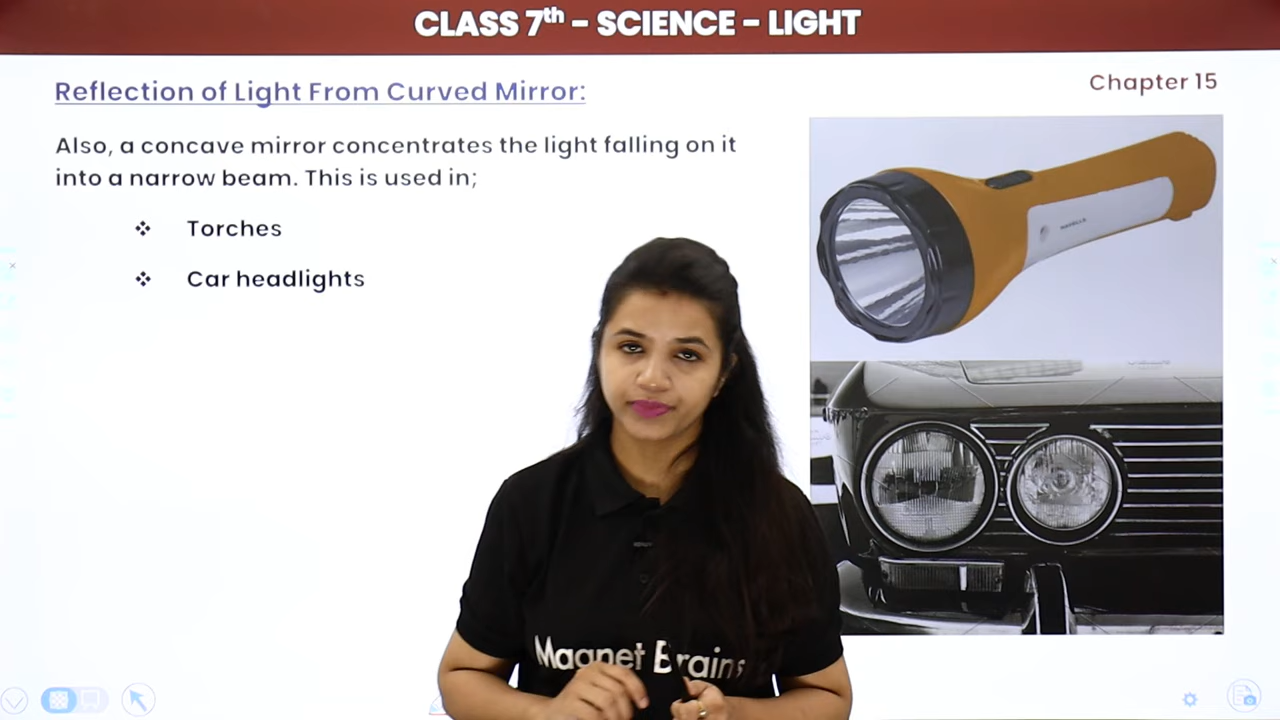 CLASS 7th - SCIENCE - LIGHT
Reflection of Light From Curved Mirror:
Chapter 15
Also, a concave mirror concentrates the light falling on it
into a narrow beam. This is used in;
❖ Torches
❖ Car headlights
HAVELLS
Magnet Brains